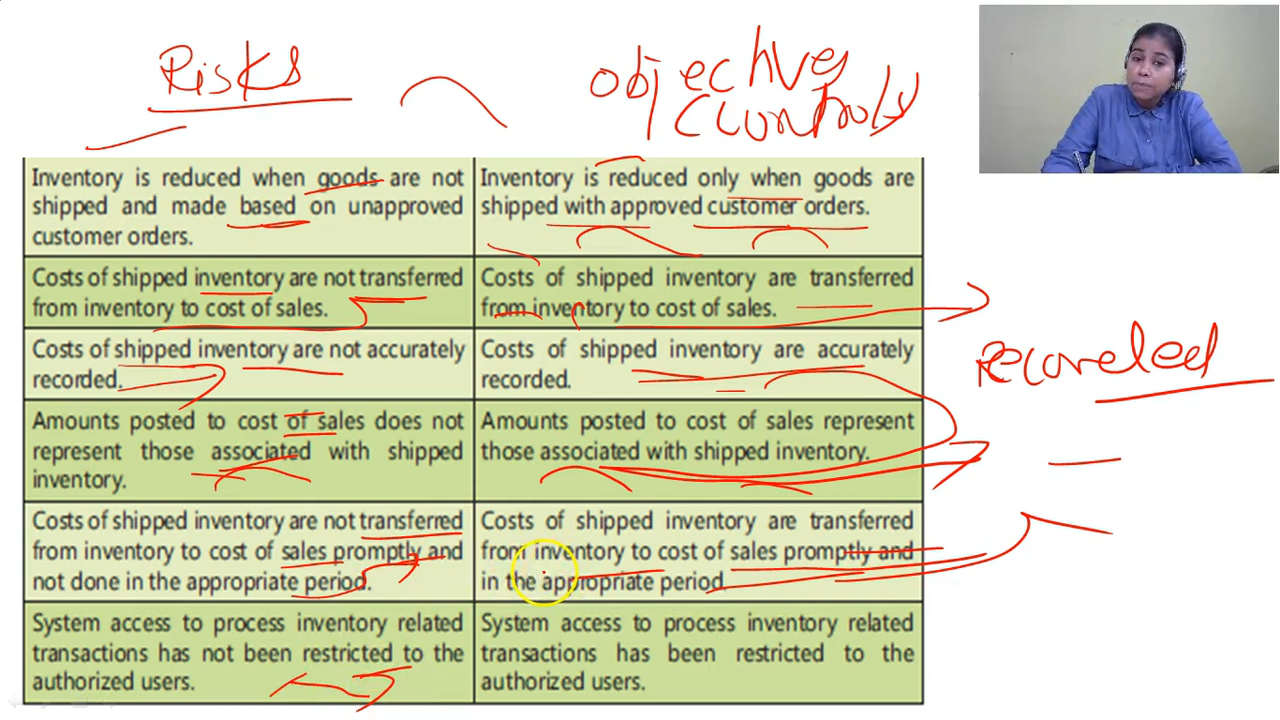 Risks
objectives
Controls
Inventory is reduced when goods are not
shipped and made based on unapproved
customer orders.
Inventory is reduced only when goods are
shipped with approved customer orders.
Costs of shipped inventory are not transferred
from inventory to cost of sales.
Costs of shipped inventory are transferred
from inventory to cost of sales.
Costs of shipped inventory are not accurately
recorded.
Costs of shipped inventory are accurately
recorded.
Recorded
Amounts posted to cost of sales does not
represent those associated with shipped
inventory.
Amounts posted to cost of sales represent
those associated with shipped inventory.
Costs of shipped inventory are not transferred
from inventory to cost of sales promptly and
not done in the appropriate period.
Costs of shipped inventory are transferred
from inventory to cost of sales promptly and
in the appropriate period.
System access to process inventory related
transactions has not been restricted to the
authorized users.
System access to process inventory related
transactions has been restricted to the
authorized users.